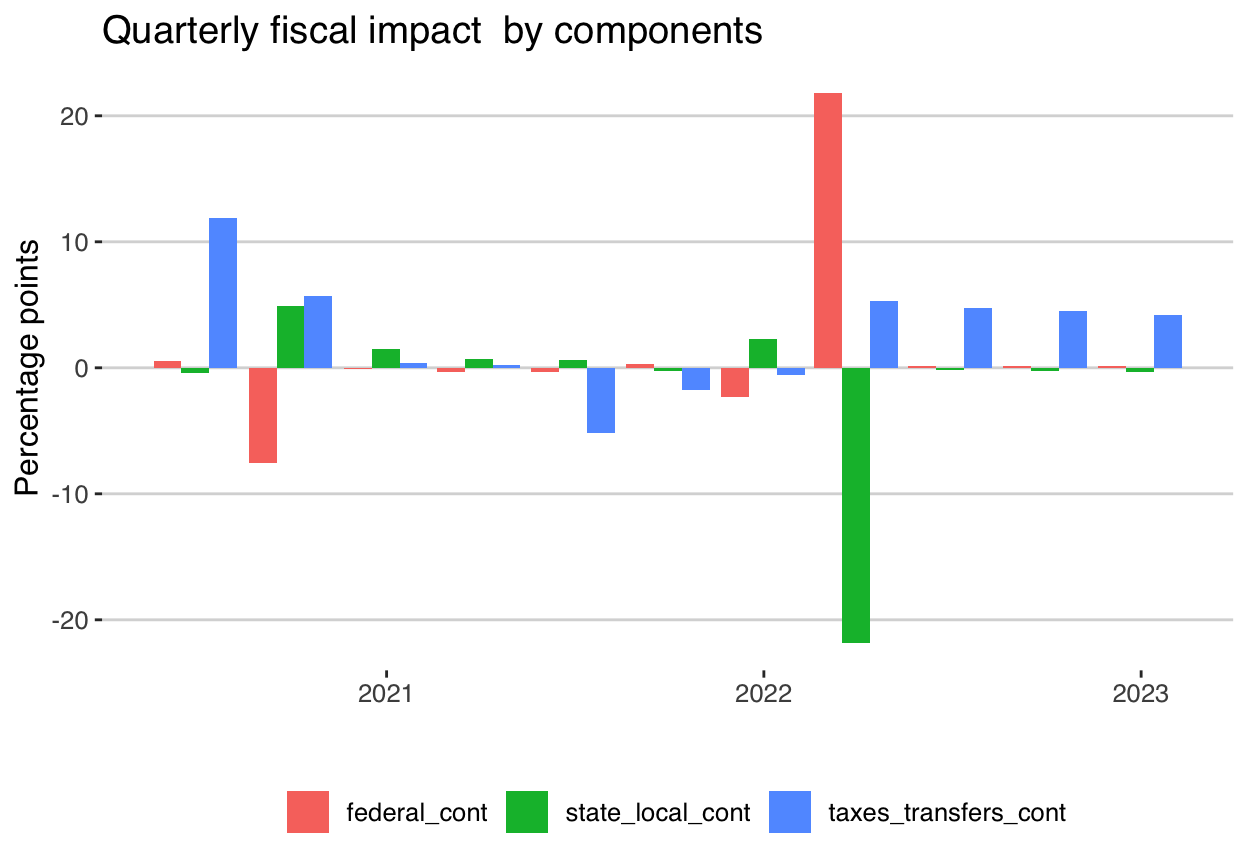 Quarterly fiscal impact  by components
Percentage points
20
10
0
-10
-20
2021 2022 2023
federal_cont state_local_cont taxes_transfers_cont